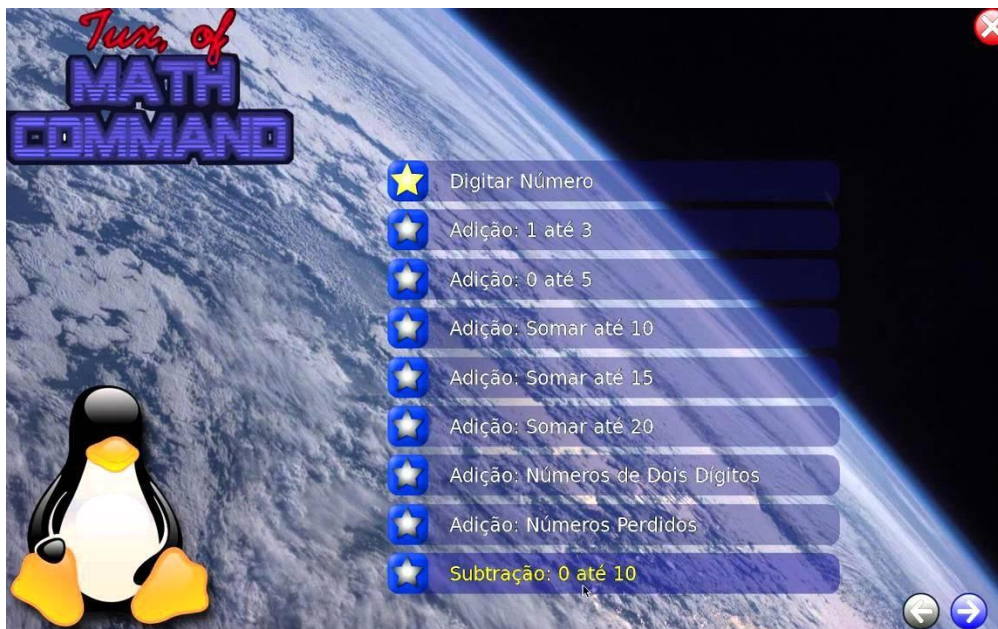 Tux, of
MATH
COMMAND
Digitar Número
Adição: 1 até 3
Adição: 0 até 5
Adição: Somar até 10
Adição: Somar até 15
Adição: Somar até 20
Adição: Números de Dois Dígitos
Adição: Números Perdidos
Subtração: 0 até 10